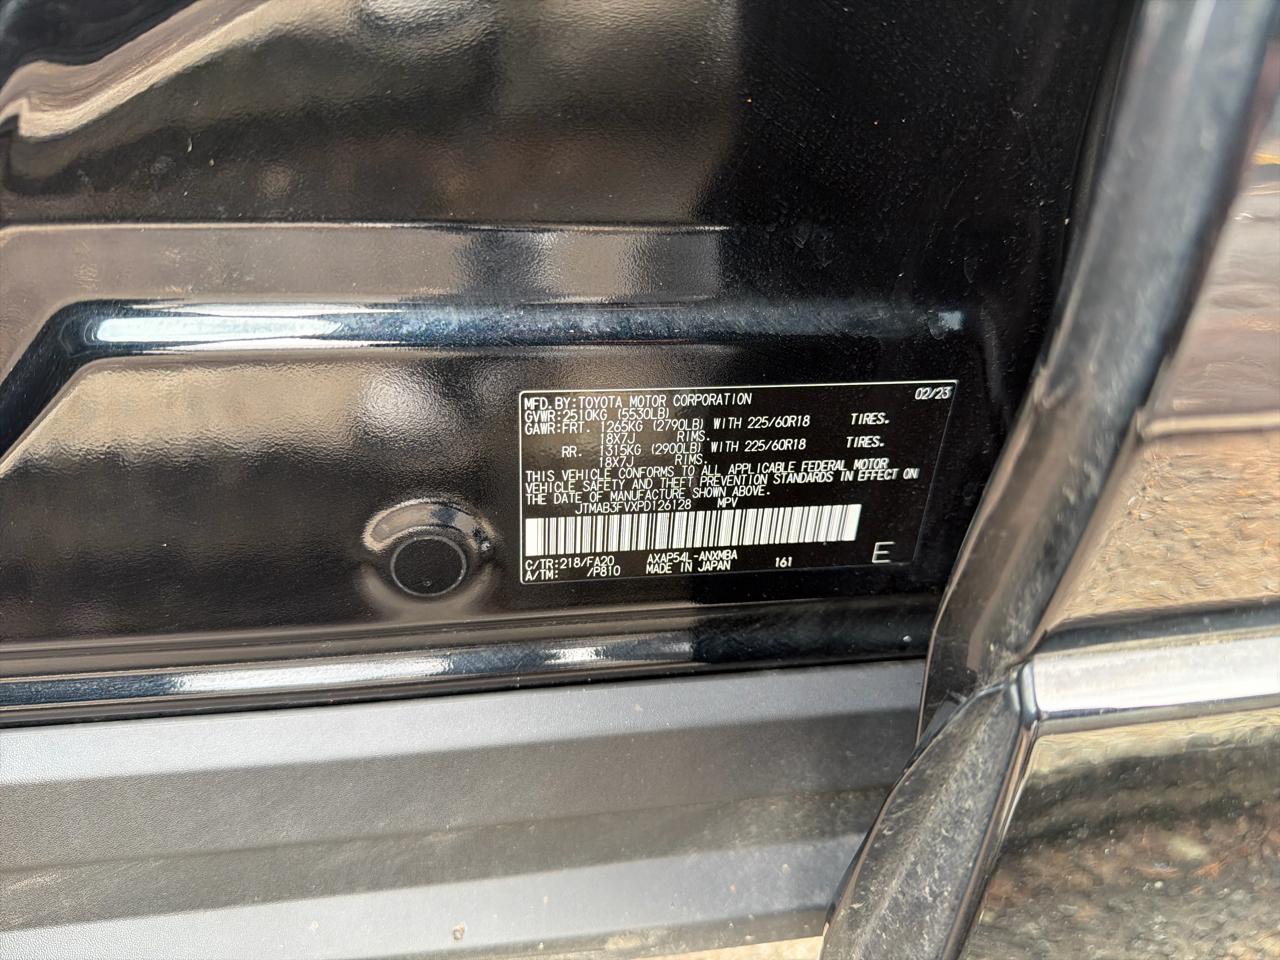 02/23
MFD. BY: TOYOTA MOTOR CORPORATION
GVWR: 2510KG (5530LB)
GAWR: FRT. 1265KG (2790LB) WITH 225/60R18 TIRES.
18X7J RIMS.
RR. 1315KG (2900LB) WITH 225/60R18 TIRES.
18X7J RIMS.
THIS VEHICLE CONFORMS TO ALL APPLICABLE FEDERAL MOTOR
VEHICLE SAFETY AND THEFT PREVENTION STANDARDS IN EFFECT ON
THE DATE OF MANUFACTURE SHOWN ABOVE.
JTMAB3FVXPD126128 MPV
C/TR: 218/FA20 AXAP54L-ANXMBA
A/TM: /P810 MADE IN JAPAN 161 E